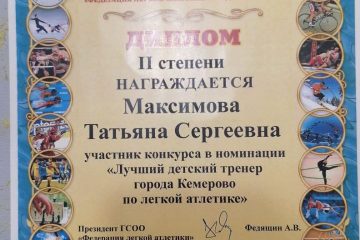 ДИПЛОМ
II степени
НАГРАЖДАЕТСЯ
Максимова
Татьяна Сергеевна
участник конкурса в номинации
«Лучший детский тренер
города Кемерово
по легкой атлетике»
Президент ГСОО
«Федерация легкой атлетики»
Федяшин А.В.